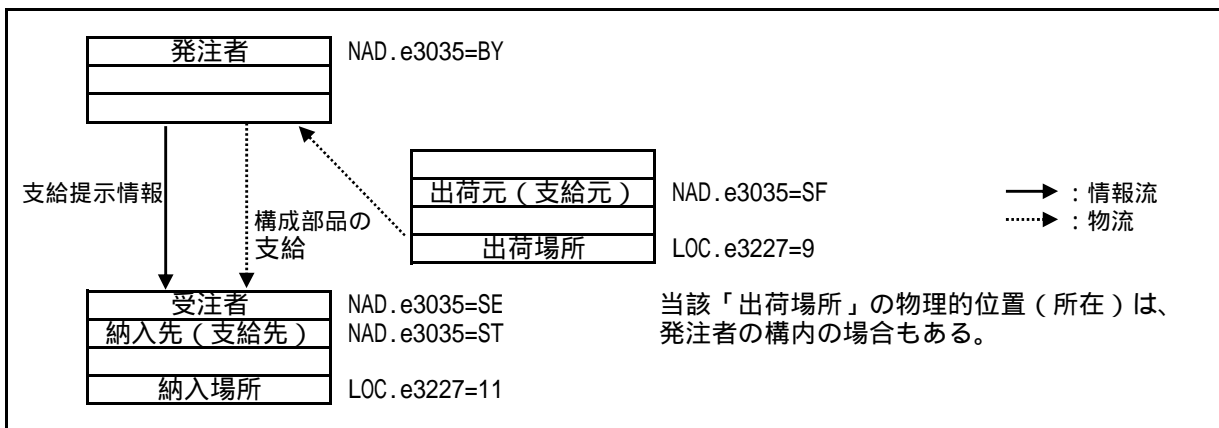 発注者 NAD.e3035=BY
支給提示情報
構成部品の
支給
出荷元（支給元） NAD.e3035=SF
出荷場所 LOC.e3227=9
：情報流
：物流
受注者 NAD.e3035=SE
納入先（支給先） NAD.e3035=ST
納入場所 LOC.e3227=11
当該「出荷場所」の物理的位置（所在）は、
発注者の構内の場合もある。